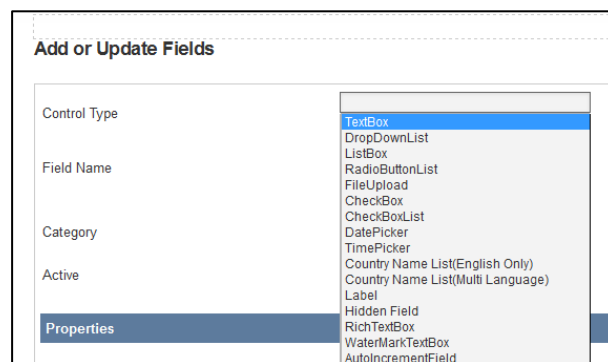 Add or Update Fields
Control Type
TextBox
DropDownList
ListBox
Field Name
RadioButtonList
FileUpload
CheckBox
CheckBoxList
Category
DatePicker
TimePicker
Country Name List(English Only)
Active
Country Name List(Multi Language)
Label
Hidden Field
Properties
RichTextBox
WaterMarkTextBox
AutoIncrementField